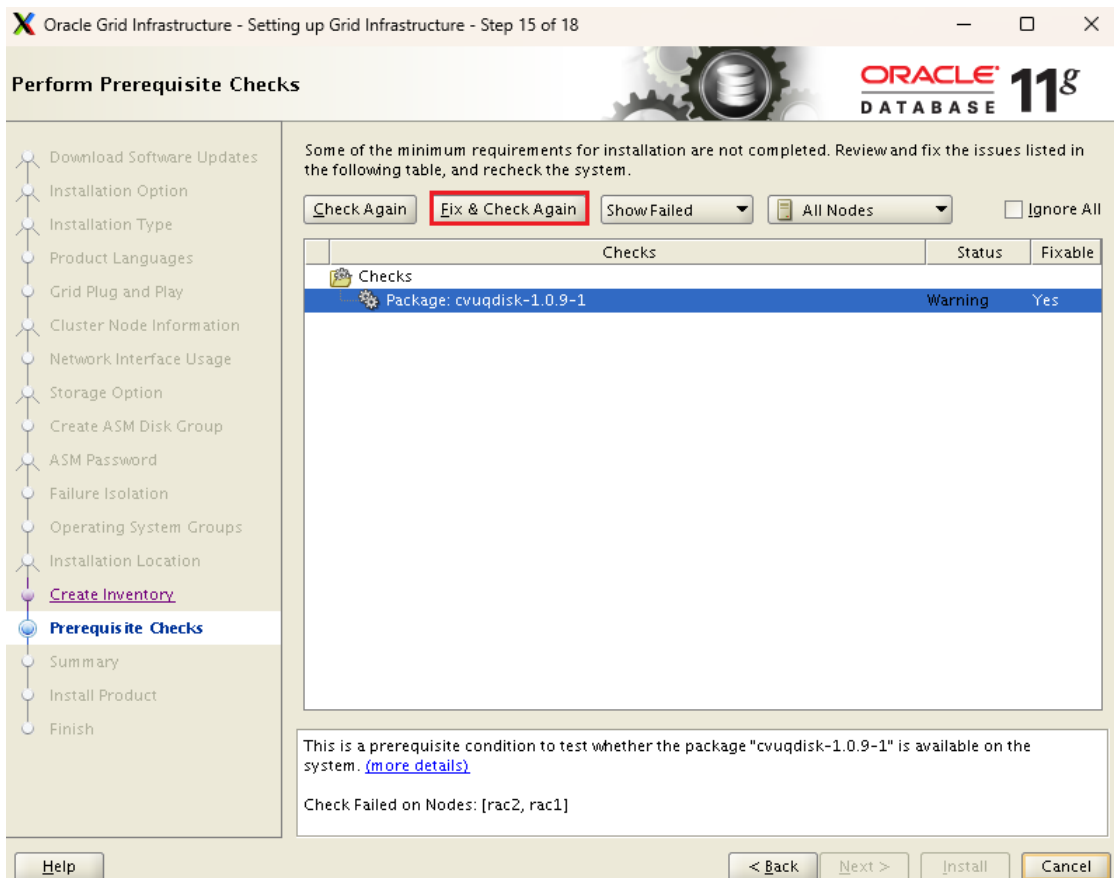 Oracle Grid Infrastructure - Setting up Grid Infrastructure - Step 15 of 18
Perform Prerequisite Checks
ORACLE
DATABASE
11g
Download Software Updates
Installation Option
Installation Type
Product Languages
Grid Plug and Play
Cluster Node Information
Network Interface Usage
Storage Option
Create ASM Disk Group
ASM Password
Failure Isolation
Operating System Groups
Installation Location
Create Inventory
Prerequisite Checks
Summary
Install Product
Finish
Some of the minimum requirements for installation are not completed. Review and fix the issues listed in
the following table, and recheck the system.
Check Again Fix & Check Again Show Failed All Nodes Ignore All
Checks Status Fixable
Checks
Package: cvuqdisk-1.0.9-1 Warning Yes
This is a prerequisite condition to test whether the package "cvuqdisk-1.0.9-1" is available on the
system. (more details)
Check Failed on Nodes: [rac2, rac1]
Help < Back Next > Install Cancel